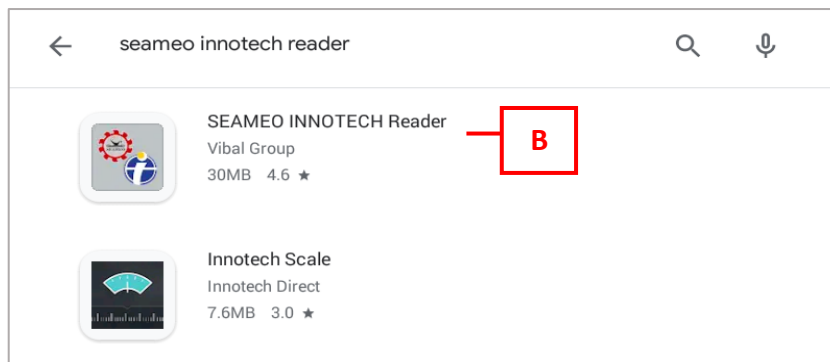 seameo innotech reader
SEAMEO INNOTECH Reader
B
Vibal Group
30MB 4.6 ★
Innotech Scale
Innotech Direct
7.6MB 3.0 ★